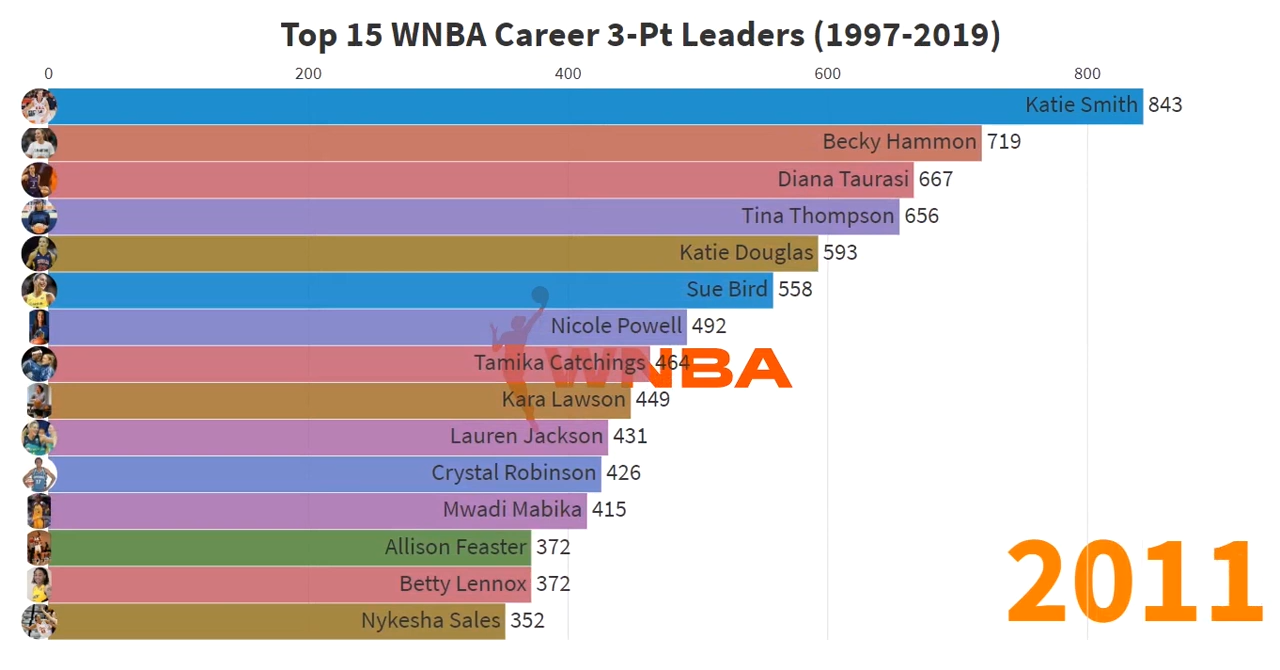 Top 15 WNBA Career 3-Pt Leaders (1997-2019)
0 200 400 600 800
Katie Smith 843
Becky Hammon 719
Diana Taurasi 667
Tina Thompson 656
Katie Douglas 593
Sue Bird 558
Nicole Powell 492
Tamika Catchings 464
WNBA
Kara Lawson 449
Lauren Jackson 431
Crystal Robinson 426
Mwadi Mabika 415
Allison Feaster 372
Betty Lennox 372
Nykesha Sales 352
2011